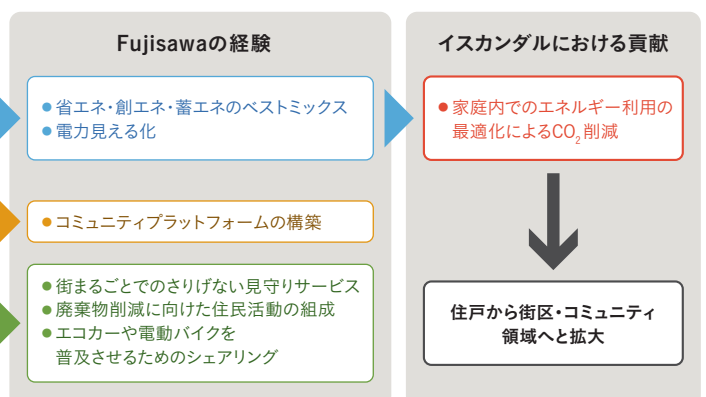 Fujisawaの経験
● 省エネ・創エネ・蓄エネのベストミックス
● 電力見える化
● コミュニティプラットフォームの構築
● 街まるごとでのさりげない見守りサービス
● 廃棄物削減に向けた住民活動の組成
● エコカーや電動バイクを
普及させるためのシェアリング
イスカンダルにおける貢献
● 家庭内でのエネルギー利用の
最適化によるCO₂削減
住戸から街区・コミュニティ
領域へと拡大